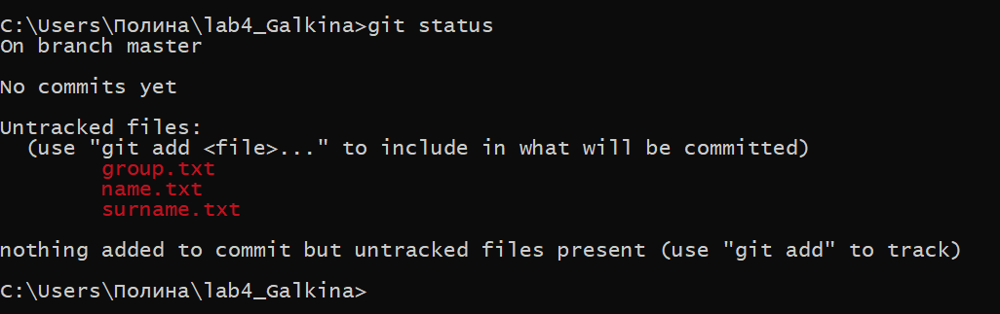 C:\Users\Полина\lab4_Galkina>git status
On branch master
No commits yet
Untracked files:
  (use "git add <file>..." to include in what will be committed)
        group.txt
        name.txt
        surname.txt
nothing added to commit but untracked files present (use "git add" to track)
C:\Users\Полина\lab4_Galkina>